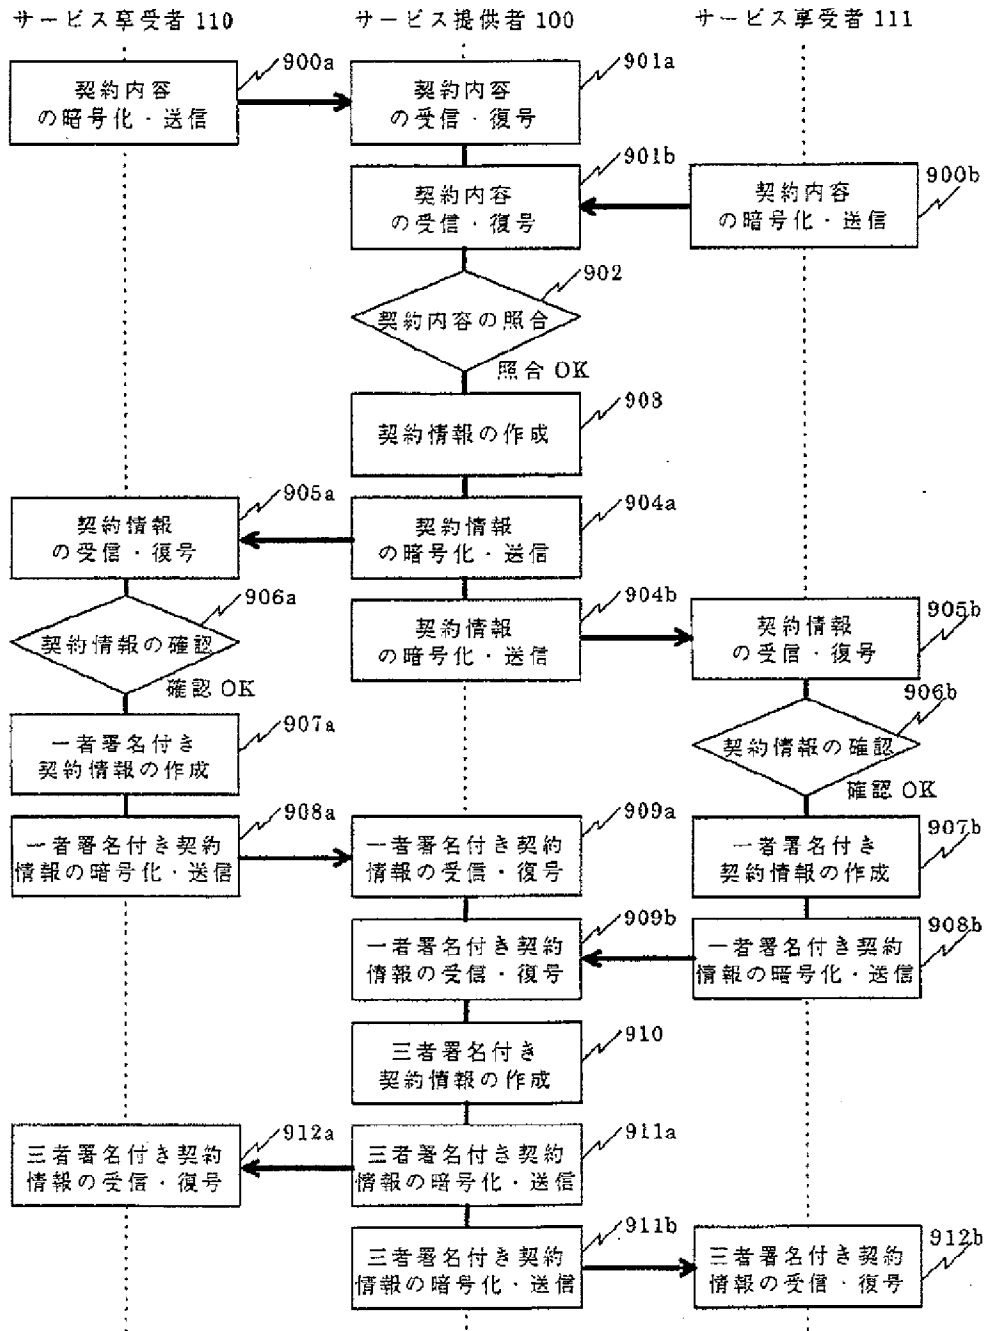 サービス享受者 110
サービス提供者 100
サービス享受者 111
900a
契約内容
の暗号化・送信
901a
契約内容
の受信・復号
901b
契約内容
の受信・復号
900b
契約内容
の暗号化・送信
902
契約内容の照合
照合 OK
903
契約情報の作成
905a
契約情報
の受信・復号
904a
契約情報
の暗号化・送信
906a
契約情報の確認
確認 OK
904b
契約情報
の暗号化・送信
905b
契約情報
の受信・復号
906b
契約情報の確認
確認 OK
907a
一者署名付き
契約情報の作成
908a
一者署名付き契約
情報の暗号化・送信
909a
一者署名付き契約
情報の受信・復号
907b
一者署名付き
契約情報の作成
909b
一者署名付き契約
情報の受信・復号
908b
一者署名付き契約
情報の暗号化・送信
910
三者署名付き
契約情報の作成
912a
三者署名付き契約
情報の受信・復号
911a
三者署名付き契約
情報の暗号化・送信
911b
三者署名付き契約
情報の暗号化・送信
912b
三者署名付き契約
情報の受信・復号